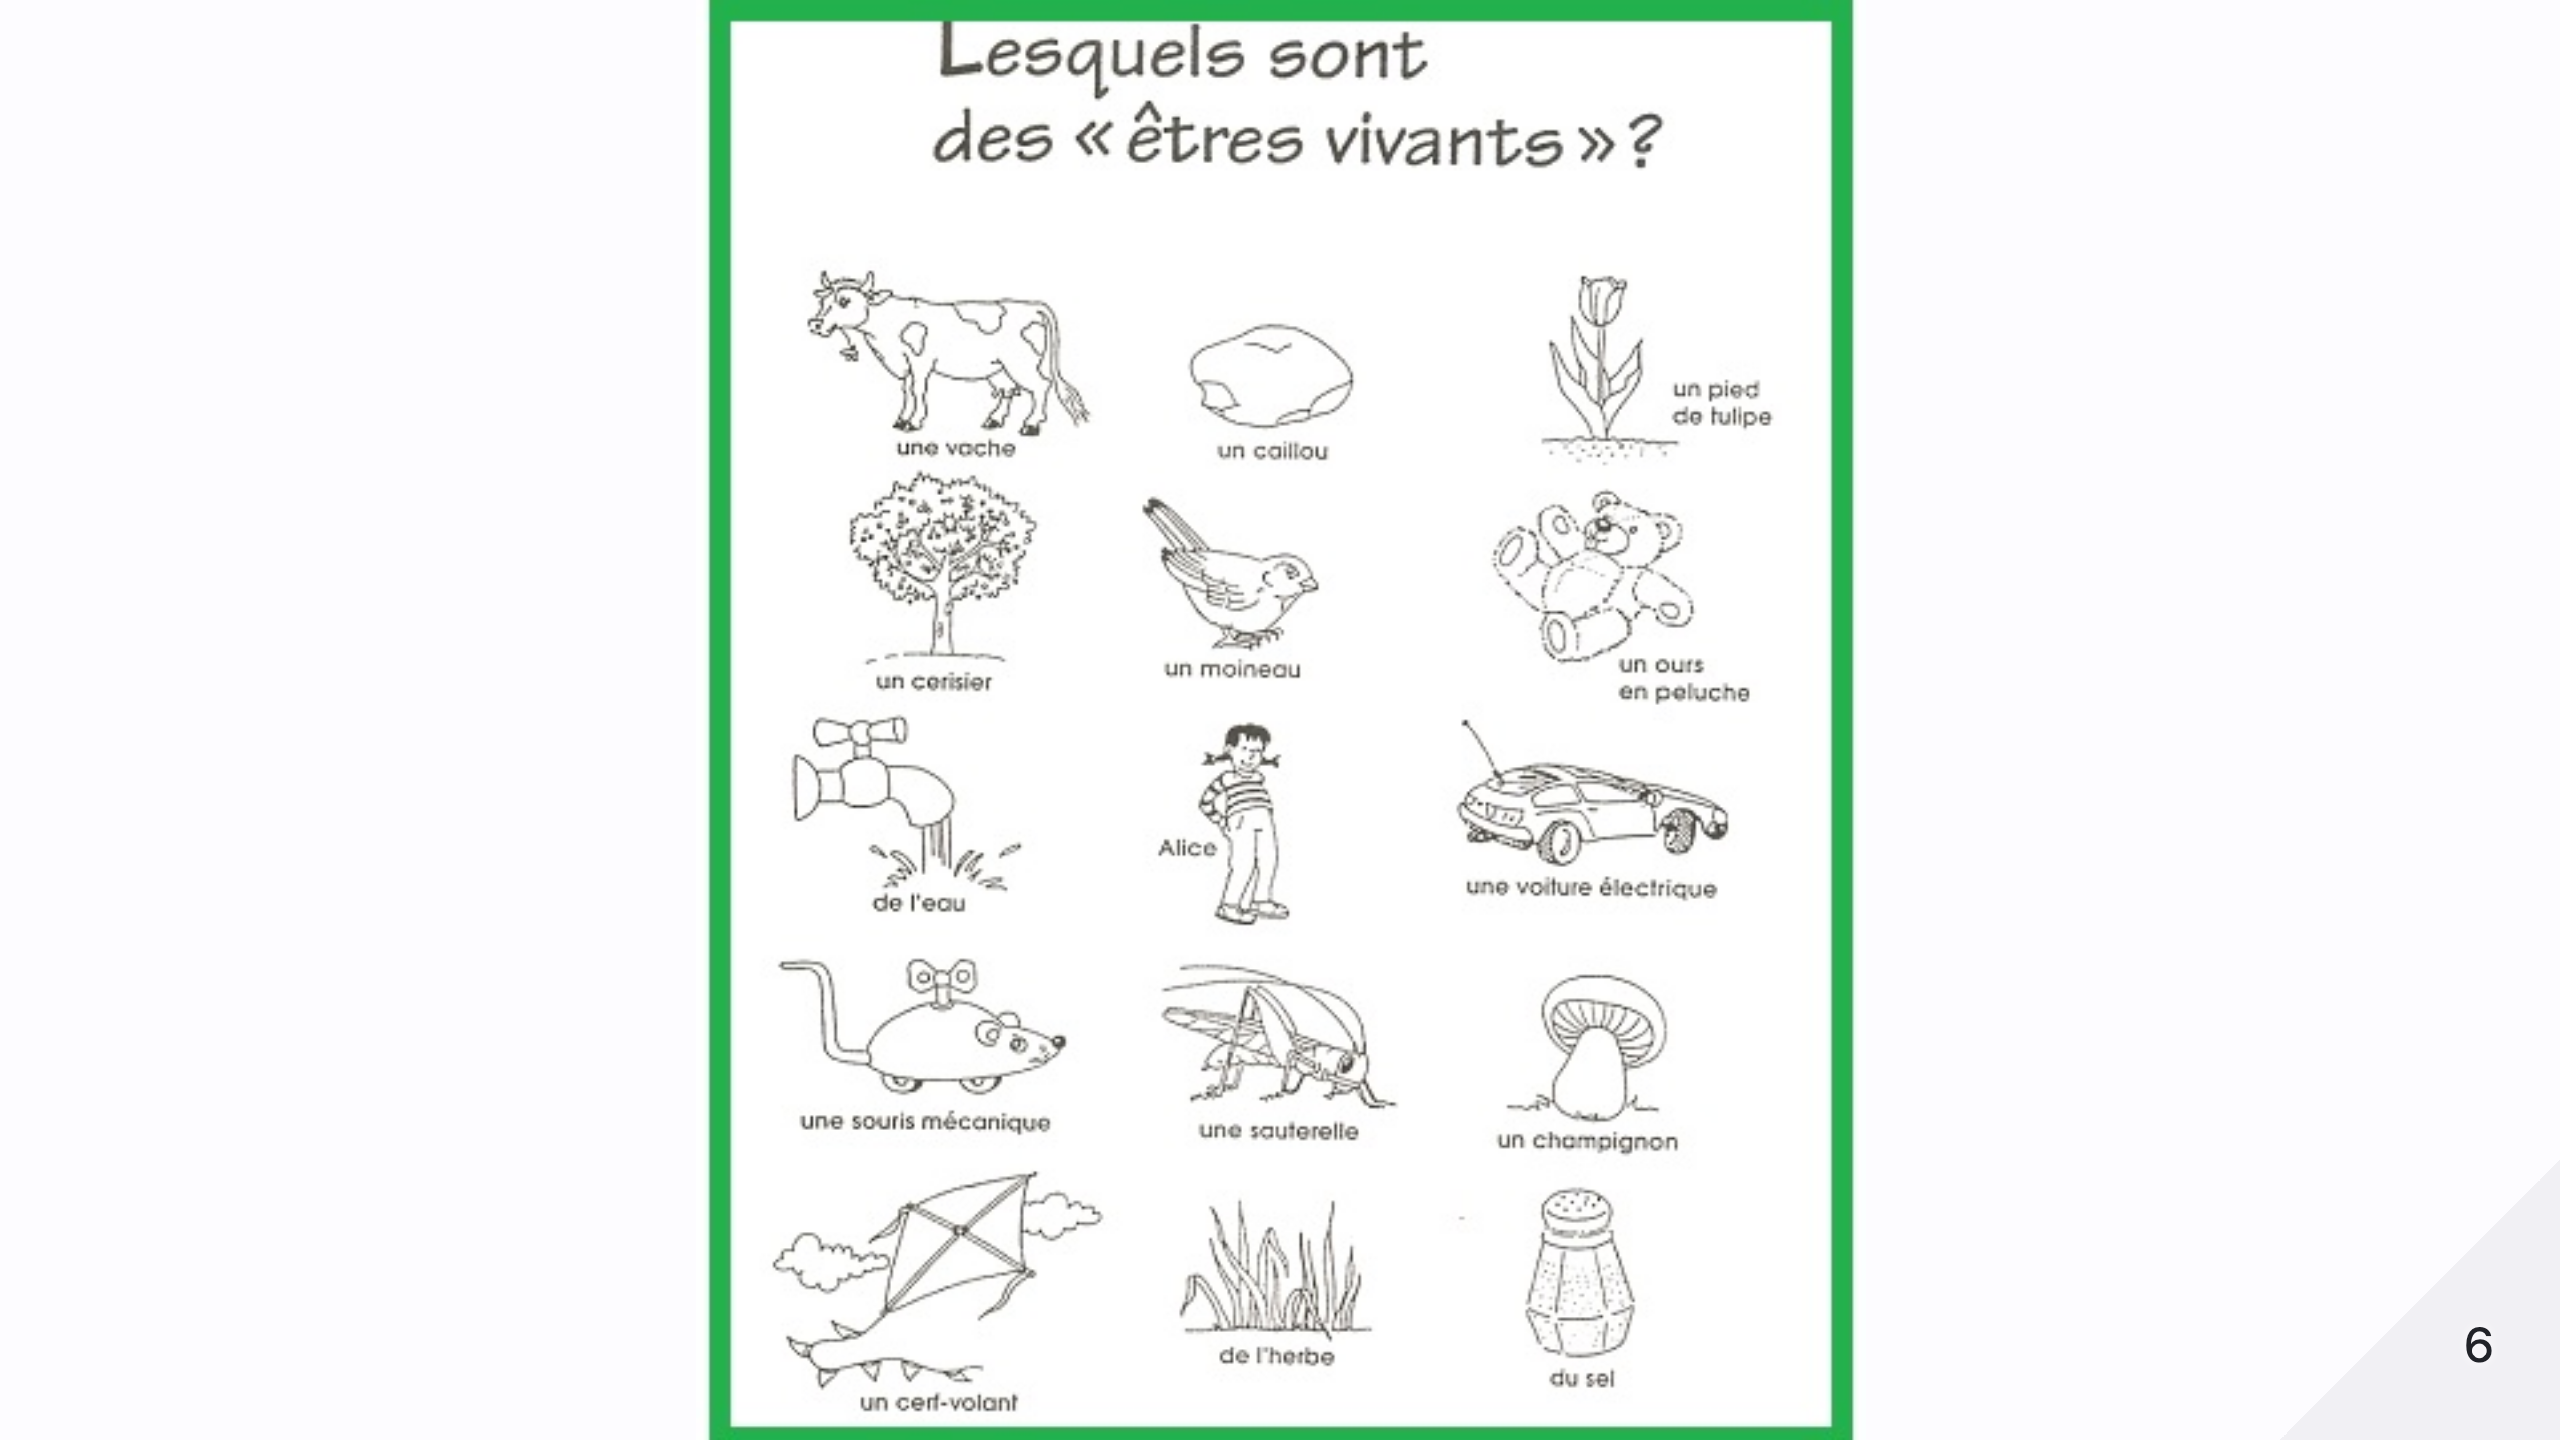 Lesquels sont
des « êtres vivants » ?
une vache
un caillou
un pied
de tulipe
un cerisier
un moineau
un ours
en peluche
de l'eau
Alice
une voiture électrique
une souris mécanique
une sauterelle
un champignon
un cerf-volant
de l'herbe
du sel
6